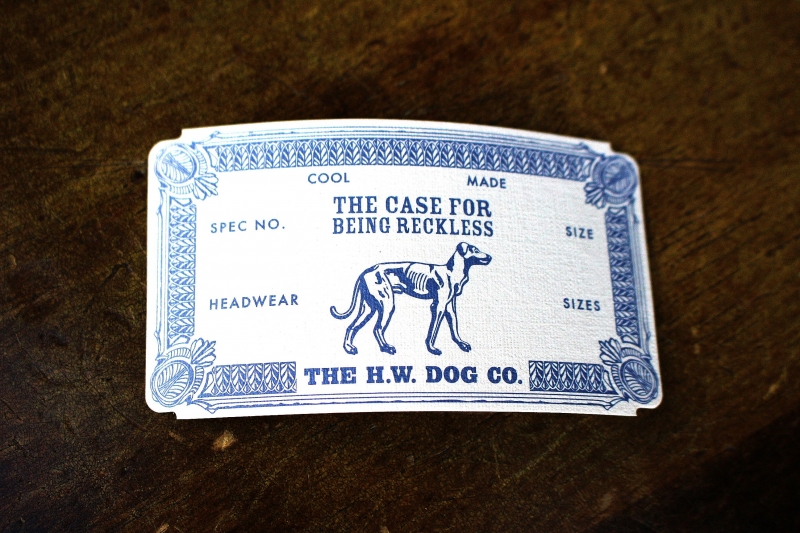 COOL MADE
THE CASE FOR
BEING RECKLESS
SPEC NO. SIZE
HEADWEAR SIZES
THE H.W. DOG CO.